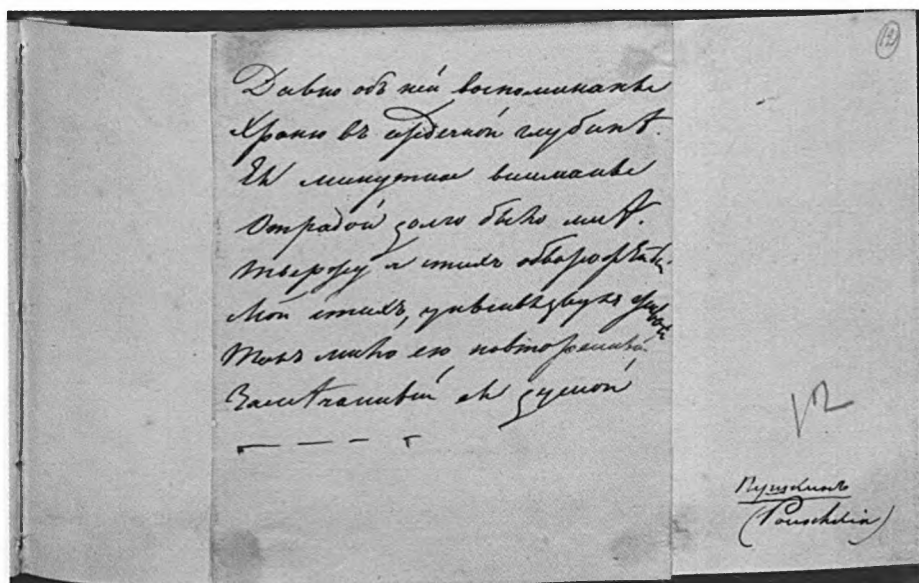 Давно объ ней воспоминанье
Храню въ сердечной глубинѣ.
Ея минутное вниманье
Отрадой долго было мнѣ.
Твержу я стихъ обвороженный
Мой стихъ, унынья звукъ живой
Такъ мило ею повторенный
Замѣченный ея душой
12
Пушкинъ
(Pouschkin)